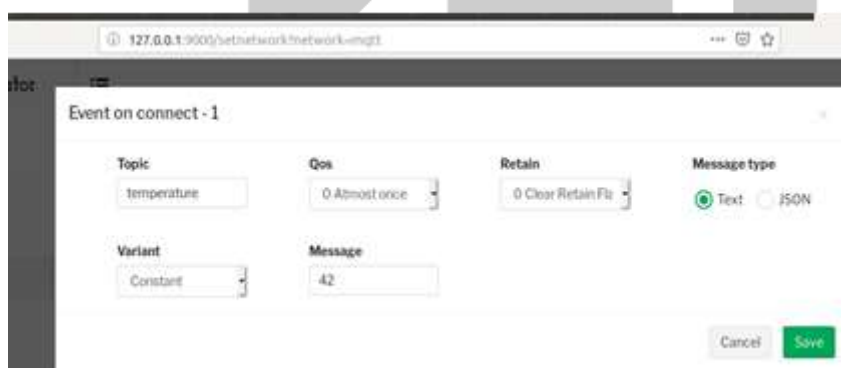 127.0.0.1:9000/setnetwork?network=mqtt
Event on connect - 1
Topic Qos Retain Message type
temperature 0 Atmost once 0 Clear Retain Fla Text JSON
Variant Message
Constant 42
Cancel Save